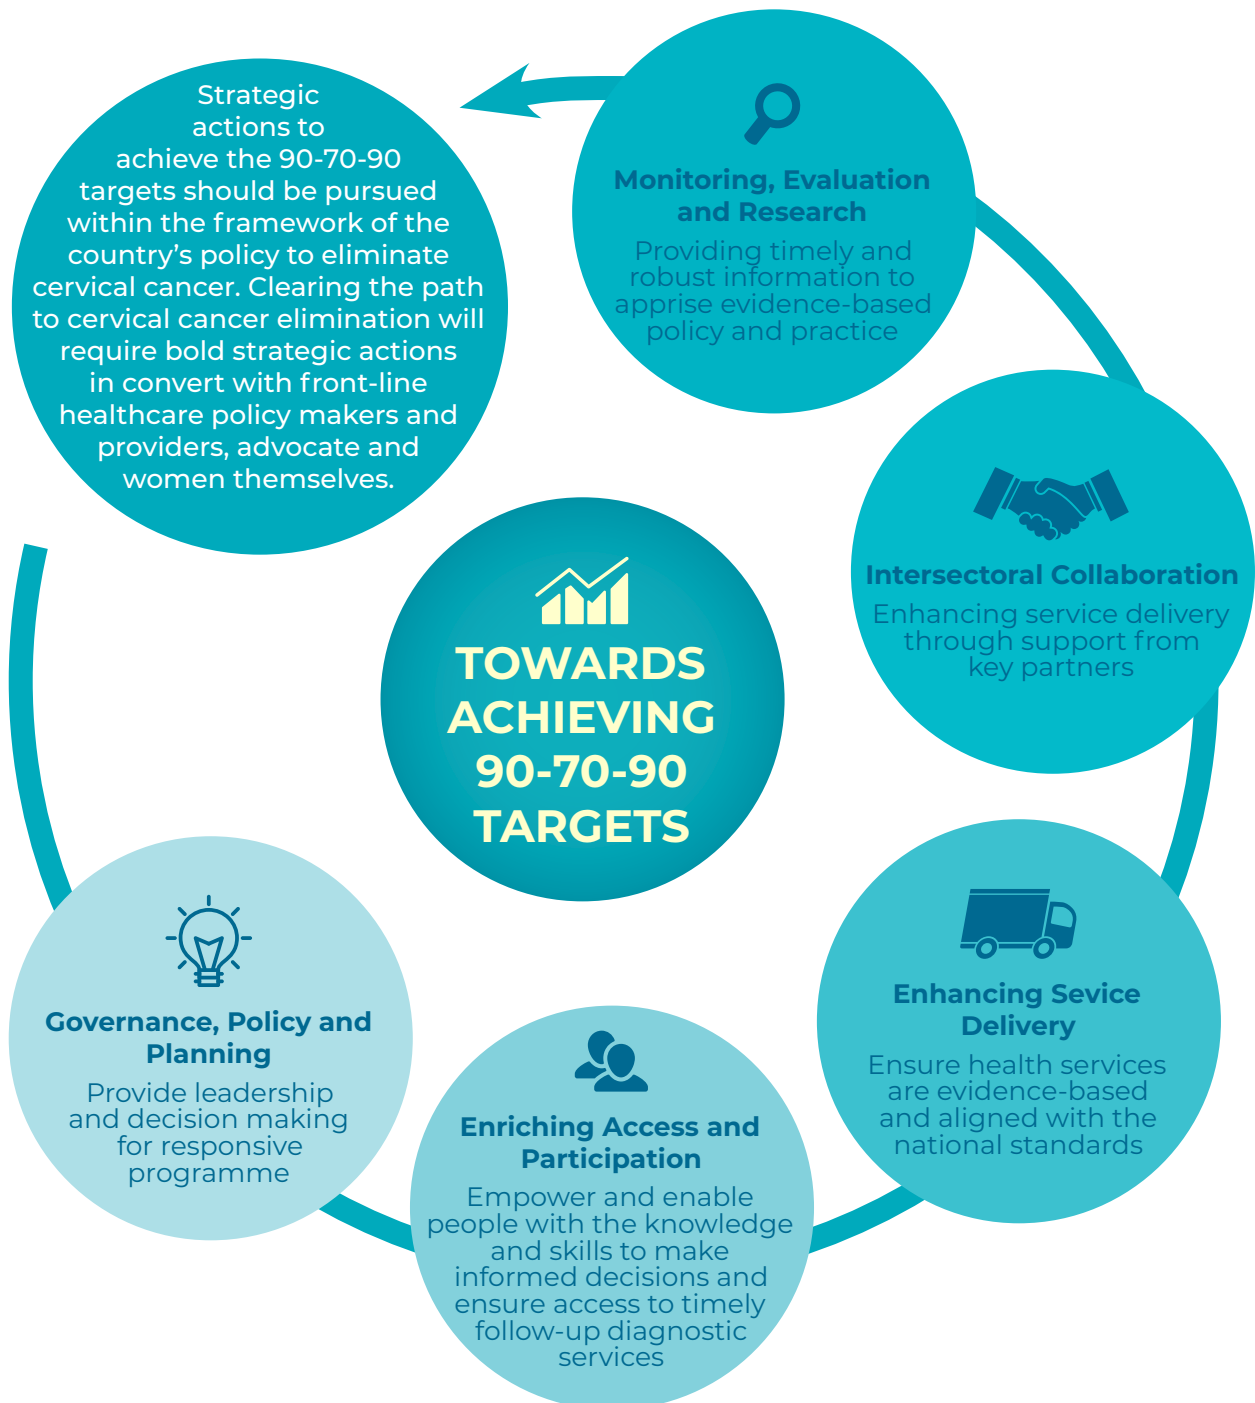 Strategic
actions to
achieve the 90-70-90
targets should be pursued
within the framework of the
country's policy to eliminate
cervical cancer. Clearing the path
to cervical cancer elimination will
require bold strategic actions
in convert with front-line
healthcare policy makers and
providers, advocate and
women themselves.
Monitoring, Evaluation
and Research
Providing timely and
robust information to
apprise evidence-based
policy and practice
Intersectoral Collaboration
Enhancing service delivery
through support from
key partners
TOWARDS
ACHIEVING
90-70-90
TARGETS
Enhancing Sevice
Delivery
Ensure health services
are evidence-based
and aligned with the
national standards
Enriching Access and
Participation
Empower and enable
people with the knowledge
and skills to make
informed decisions and
ensure access to timely
follow-up diagnostic
services
Governance, Policy and
Planning
Provide leadership
and decision making
for responsive
programme